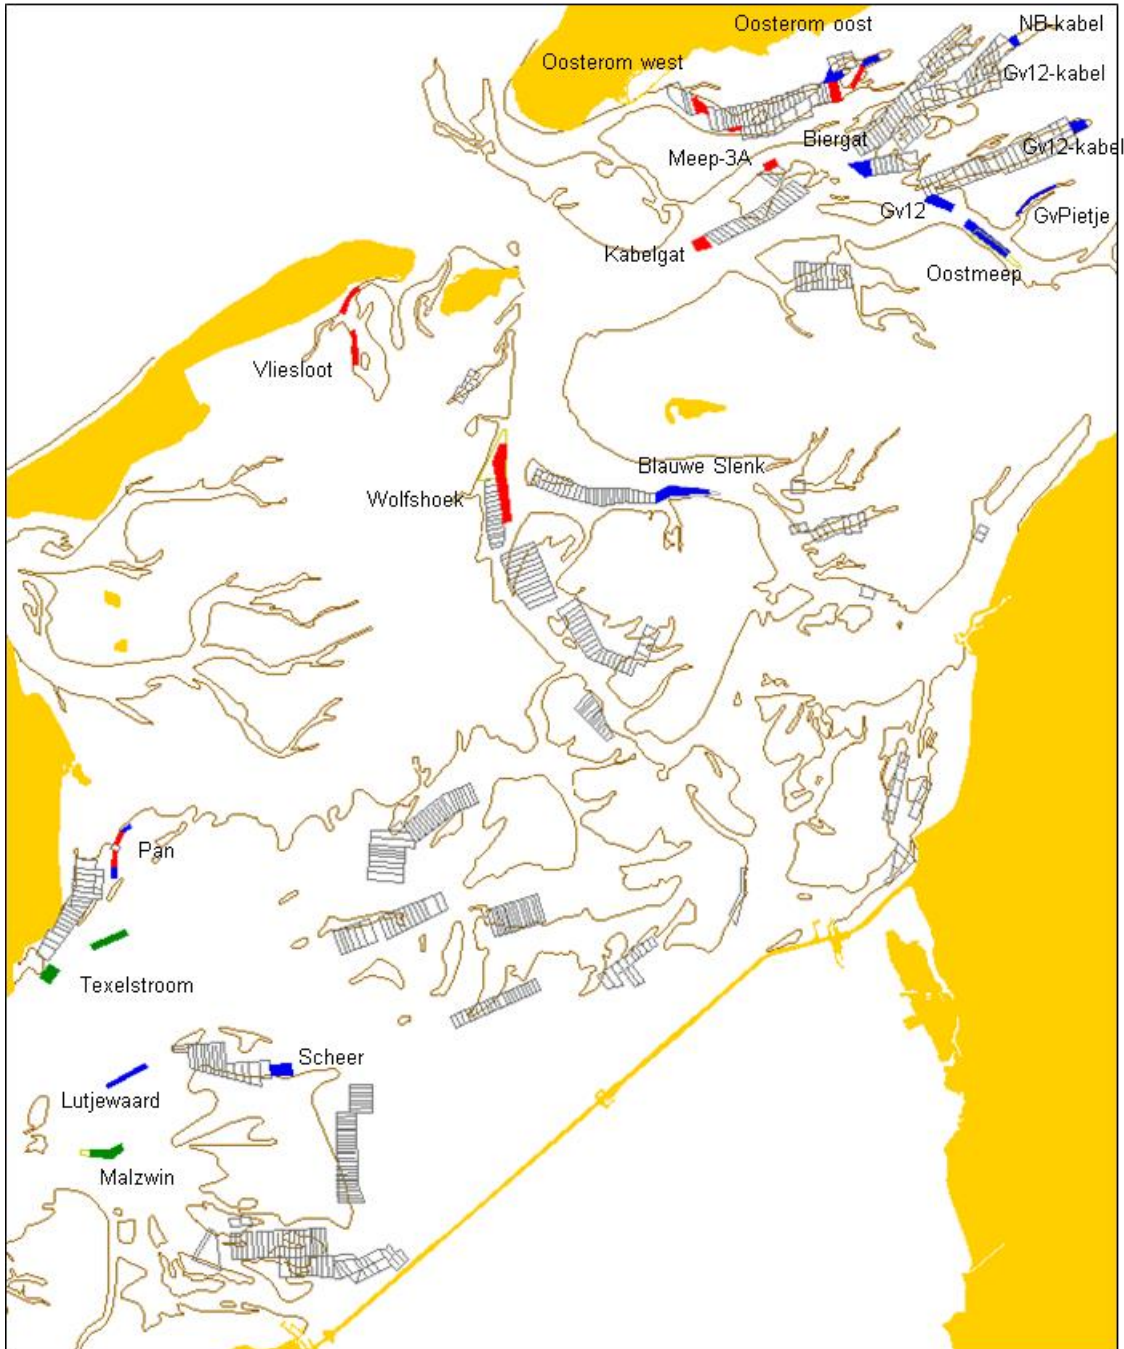 Oosterom oost
NB-kabel
Oosterom west
Gv12-kabel
Biergat
Gv12-kabel
Meep-3A
Gv12
GvPietje
Kabelgat
Oostmeep
Vliesloot
Blauwe Slenk
Wolfshoek
Pan
Texelstroom
Scheer
Lutjewaard
Malzwin